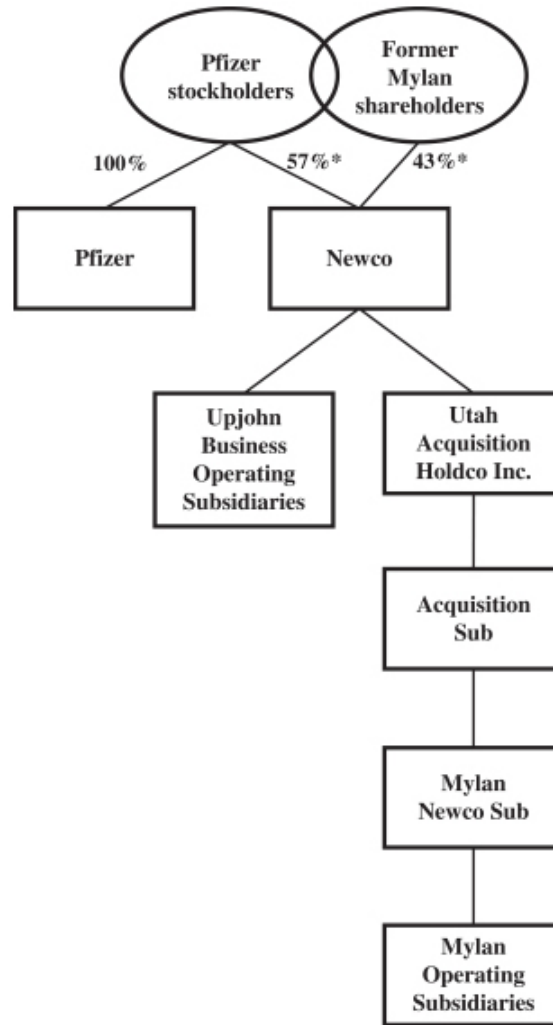 Pfizer
stockholders
Former
Mylan
shareholders
100%
57%*
43%*
Pfizer
Newco
Upjohn
Business
Operating
Subsidiaries
Utah
Acquisition
Holdco Inc.
Acquisition
Sub
Mylan
Newco Sub
Mylan
Operating
Subsidiaries